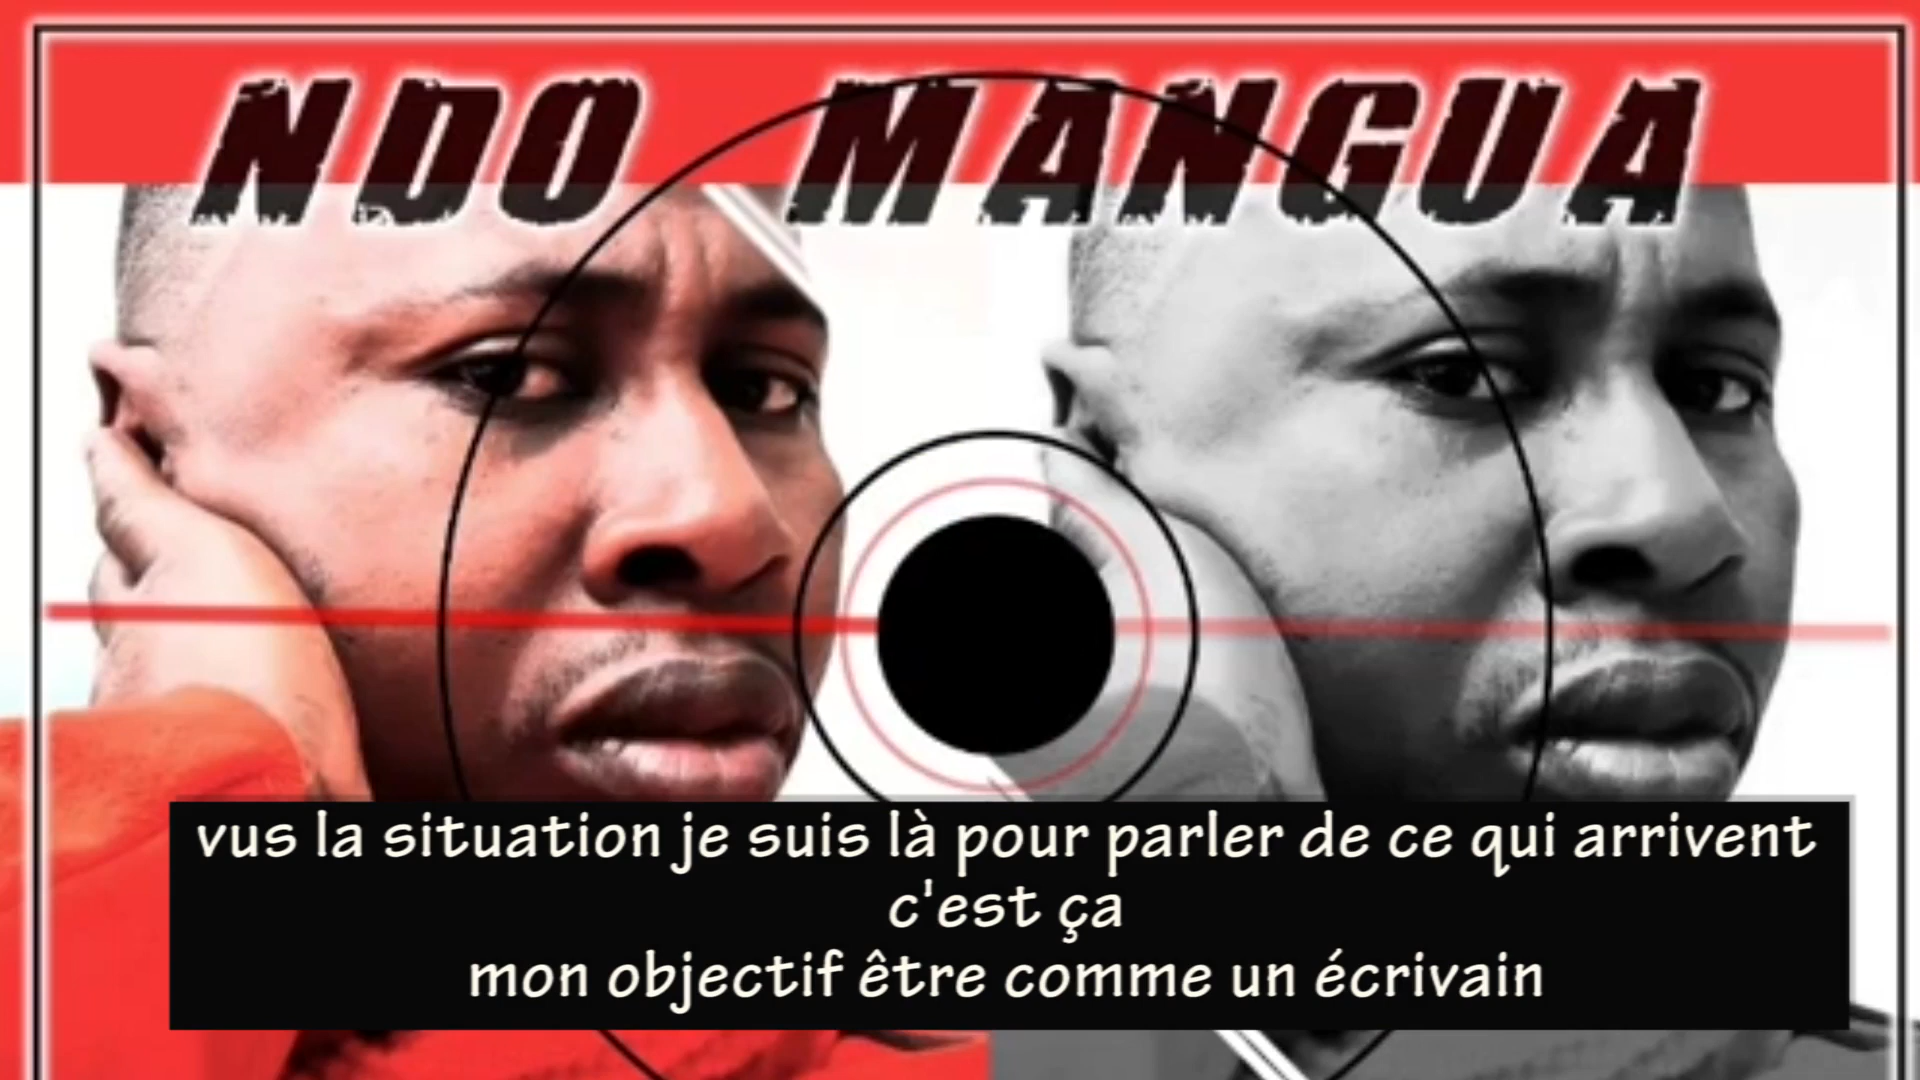 NDO MANGUA
vus la situation je suis là pour parler de ce qui arrivent
c'est ça
mon objectif être comme un écrivain